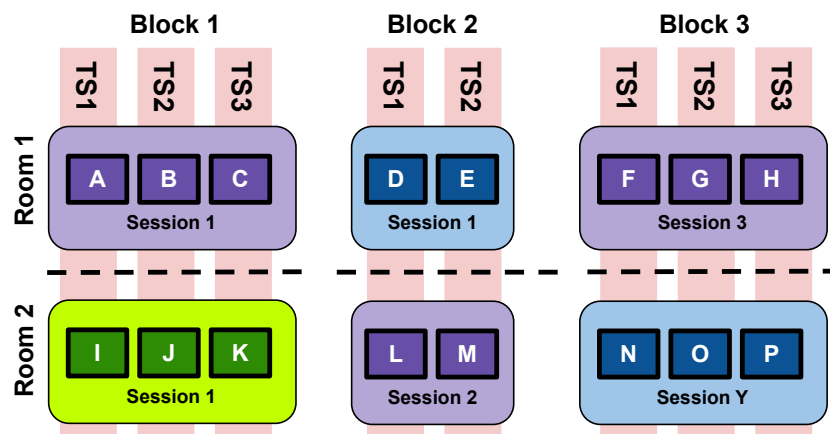 Block 1
Block 2
Block 3
TS1 TS2 TS3
TS1 TS2
TS1 TS2 TS3
Room 1
A B C
Session 1
D E
Session 1
F G H
Session 3
Room 2
I J K
Session 1
L M
Session 2
N O P
Session Y